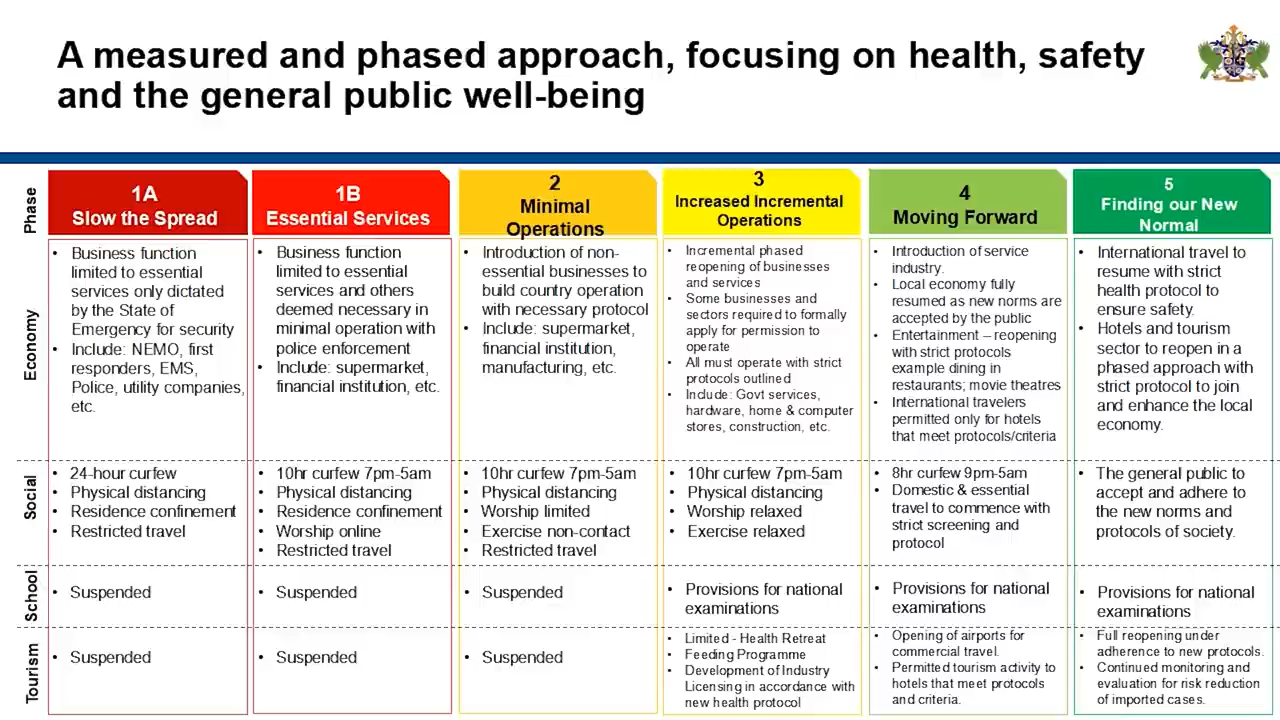 A measured and phased approach, focusing on health, safety
and the general public well-being
Phase
1A
Slow the Spread
1B
Essential Services
2
Minimal
Operations
3
Increased Incremental
Operations
4
Moving Forward
5
Finding our New
Normal
Economy
• Business function
limited to essential
services only dictated
by the State of
Emergency for security
• Include: NEMO, first
responders, EMS,
Police, utility companies,
etc.
• Business function
limited to essential
services and others
deemed necessary in
minimal operation with
police enforcement
• Include: supermarket,
financial institution, etc.
• Introduction of non-
essential businesses to
build country operation
with necessary protocol
• Include: supermarket,
financial institution,
manufacturing, etc.
• Incremental phased
reopening of businesses
and services
• Some businesses and
sectors required to formally
apply for permission to
operate
• All must operate with strict
protocols outlined
• Include: Govt services,
hardware, home & computer
stores, construction, etc.
• Introduction of service
industry.
• Local economy fully
resumed as new norms are
accepted by the public
• Entertainment – reopening
with strict protocols
example dining in
restaurants; movie theatres
• International travelers
permitted only for hotels
that meet protocols/criteria
• International travel to
resume with strict
health protocol to
ensure safety.
• Hotels and tourism
sector to reopen in a
phased approach with
strict protocol to join
and enhance the local
economy.
Social
• 24-hour curfew
• Physical distancing
• Residence confinement
• Restricted travel
• 10hr curfew 7pm-5am
• Physical distancing
• Residence confinement
• Worship online
• Restricted travel
• 10hr curfew 7pm-5am
• Physical distancing
• Worship limited
• Exercise non-contact
• Restricted travel
• 10hr curfew 7pm-5am
• Physical distancing
• Worship relaxed
• Exercise relaxed
• 8hr curfew 9pm-5am
• Domestic & essential
travel to commence with
strict screening and
protocol
• The general public to
accept and adhere to
the new norms and
protocols of society.
School
• Suspended
• Suspended
• Suspended
• Provisions for national
examinations
• Provisions for national
examinations
• Provisions for national
examinations
Tourism
• Suspended
• Suspended
• Suspended
• Limited - Health Retreat
• Feeding Programme
• Development of Industry
Licensing in accordance with
new health protocol
• Opening of airports for
commercial travel.
• Permitted tourism activity to
hotels that meet protocols
and criteria.
• Full reopening under
adherence to new protocols.
• Continued monitoring and
evaluation for risk reduction
of imported cases.